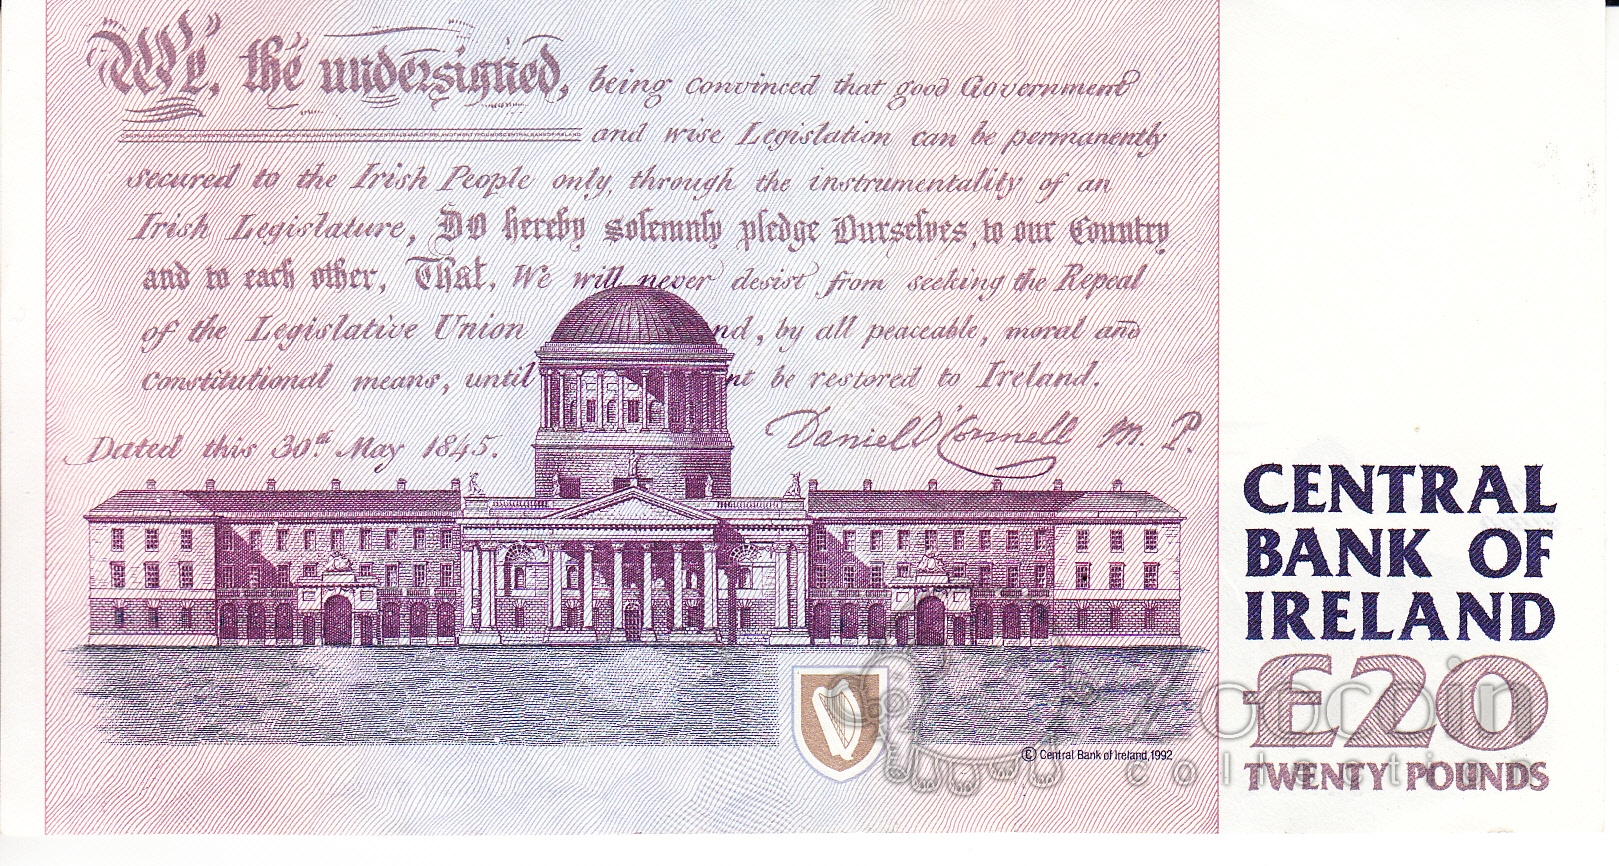 We, the undersigned, being convinced that good Government
and wise Legislation can be permanently
secured to the Irish People only, through the instrumentality of an
Irish Legislature, Do hereby solemnly pledge Ourselves, to our Country
and to each other, That, We will never desist from seeking the Repeal
of the Legislative Union nd, by all peaceable, moral and
Constitutional means, until nt be restored to Ireland.
Dated this 30th May 1845.
Daniel O'Connell M. P.
CENTRAL
BANK OF
IRELAND
£20
TWENTY POUNDS
© Central Bank of Ireland, 1992
zoocoin
collection